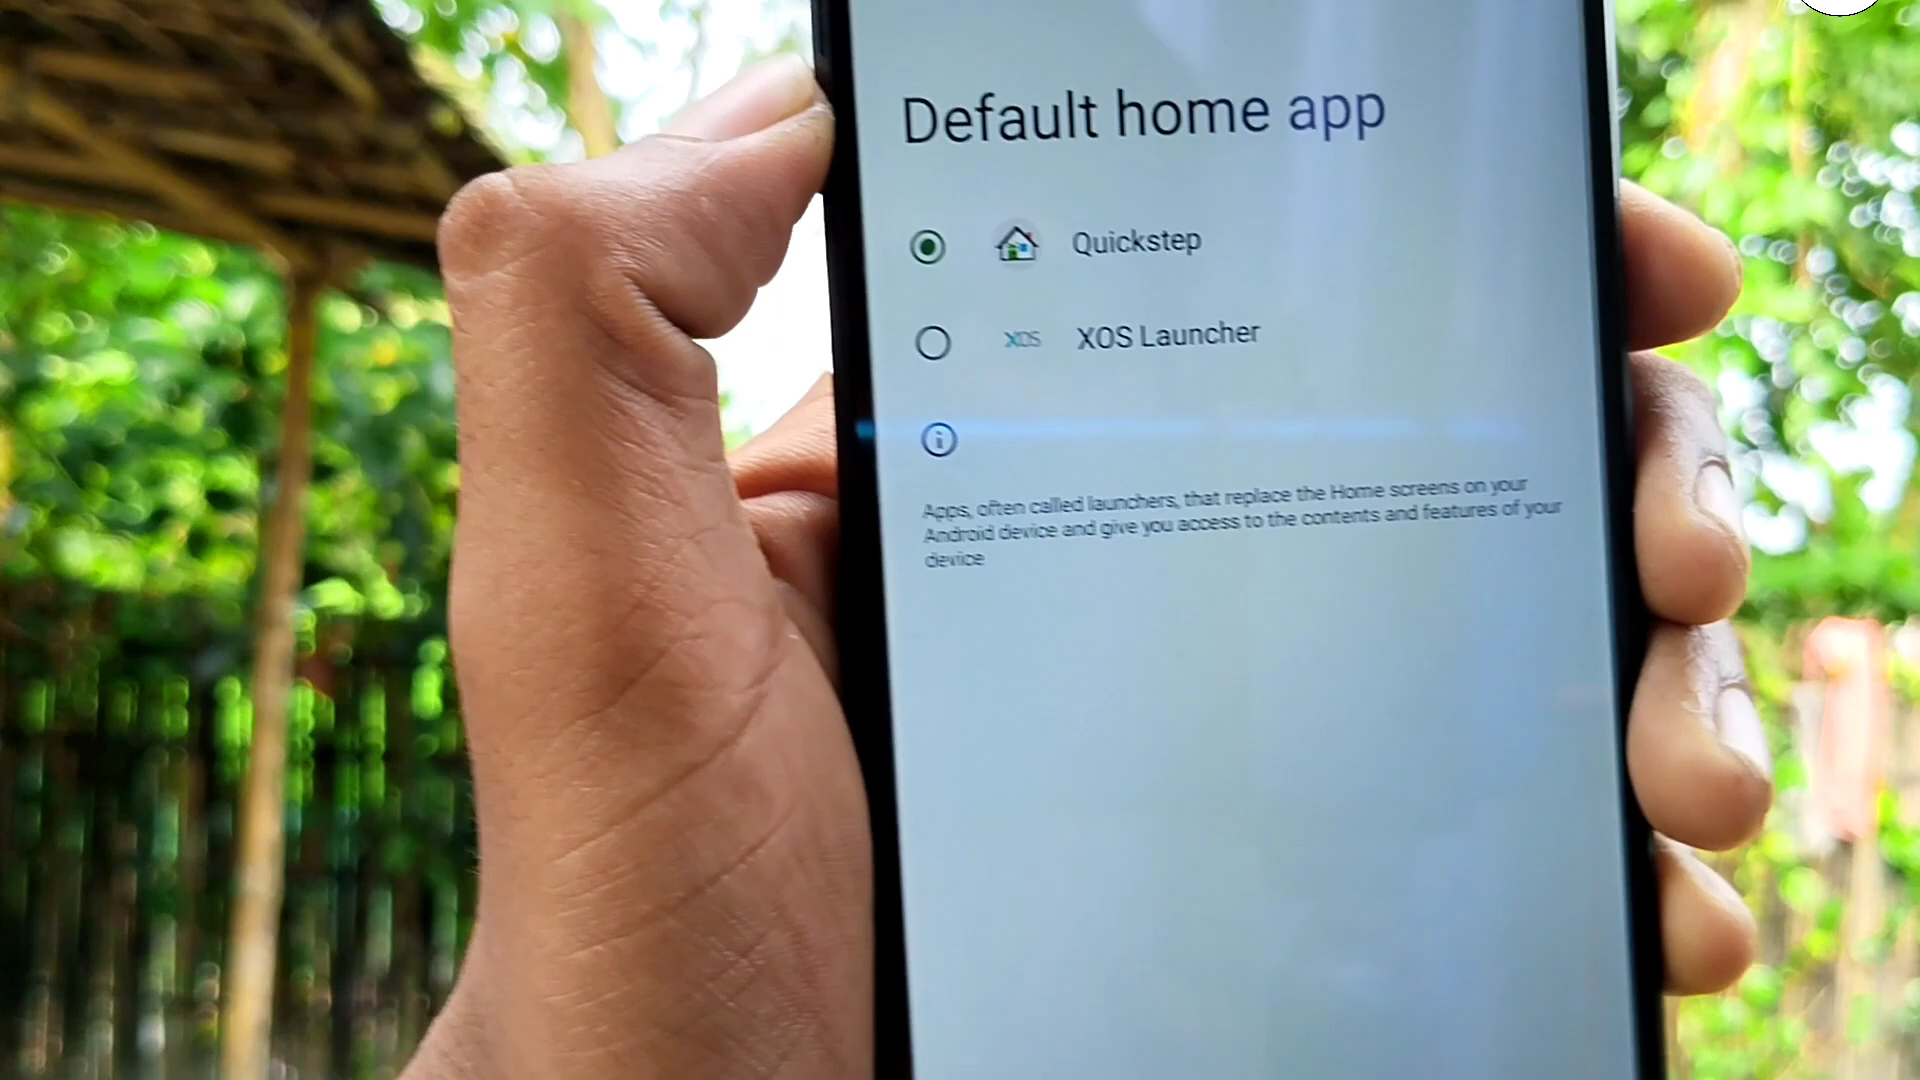 Default home app
Quickstep
XOS XOS Launcher
Apps, often called launchers, that replace the Home screens on your
Android device and give you access to the contents and features of your
device